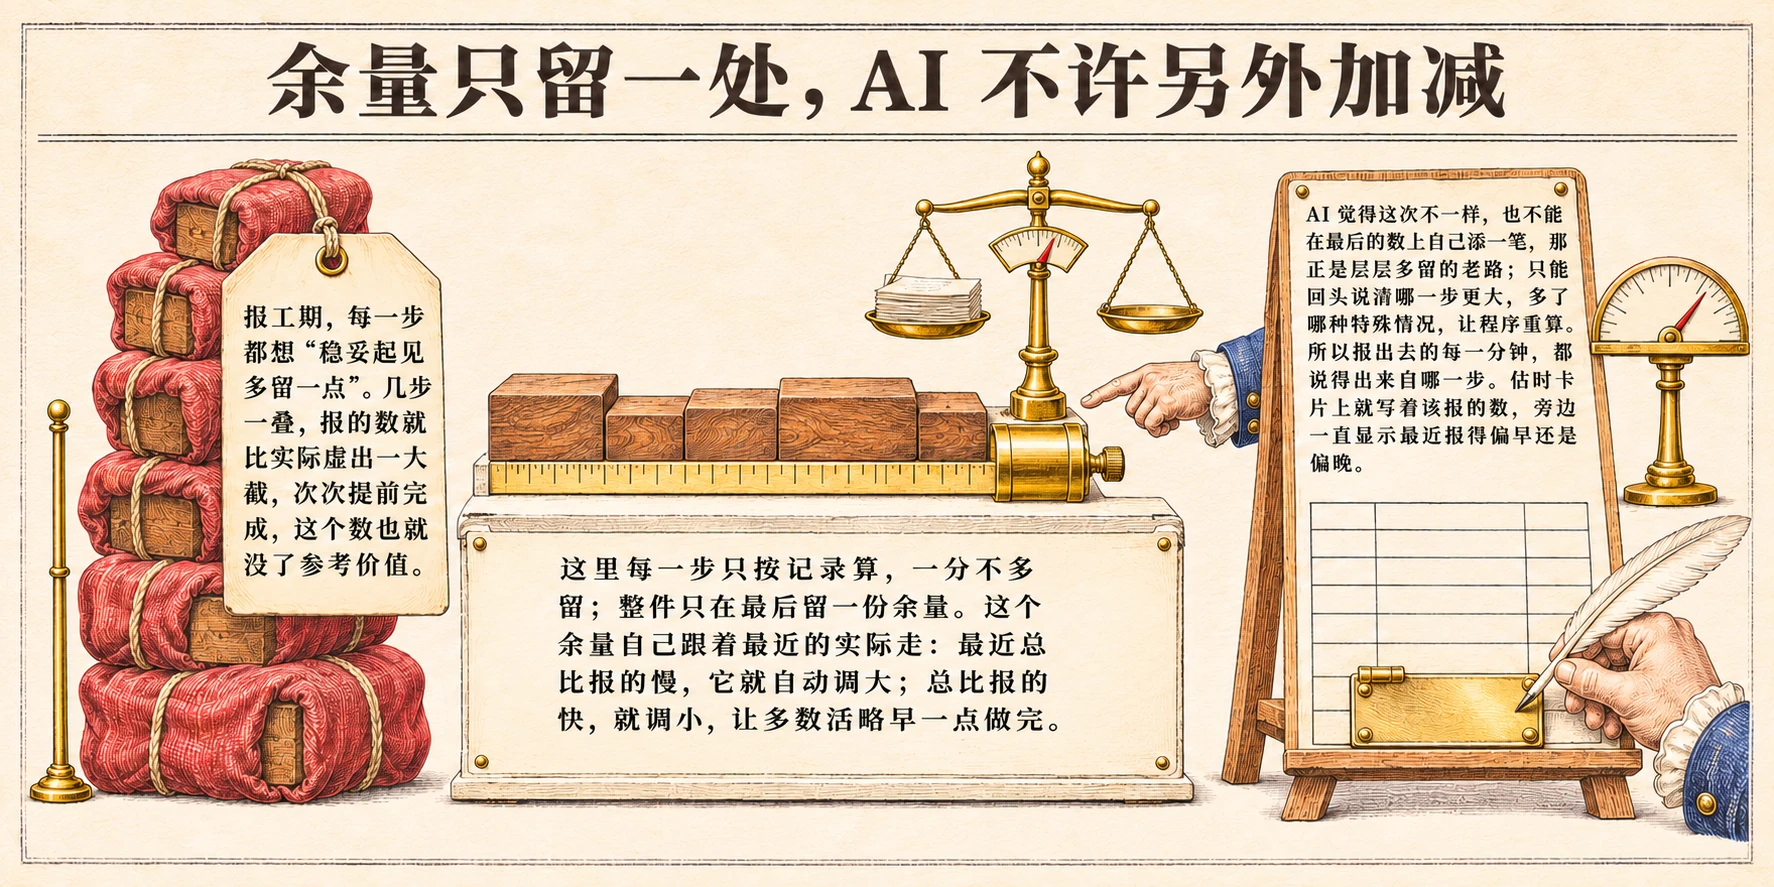 余量只留一处，AI 不许另外加减
报工期，每一步
都想“稳妥起见
多留一点”。几步
一叠，报的数就
比实际虚出一大
截，次次提前完
成，这个数也就
没了参考价值。
这里每一步只按记录算，一分不多
留；整件只在最后留一份余量。这个
余量自己跟着最近的实际走：最近总
比报的慢，它就自动调大；总比报的
快，就调小，让多数活略早一点做完。
AI 觉得这次不一样，也不能
在最后的数上自己添一笔，那
正是层层多留的老路；只能
回头说清哪一步更大，多了
哪种特殊情况，让程序重算。
所以报出去的每一分钟，都
说得出来自哪一步。估时卡
片上就写着该报的数，旁边
一直显示最近报得偏早还是
偏晚。